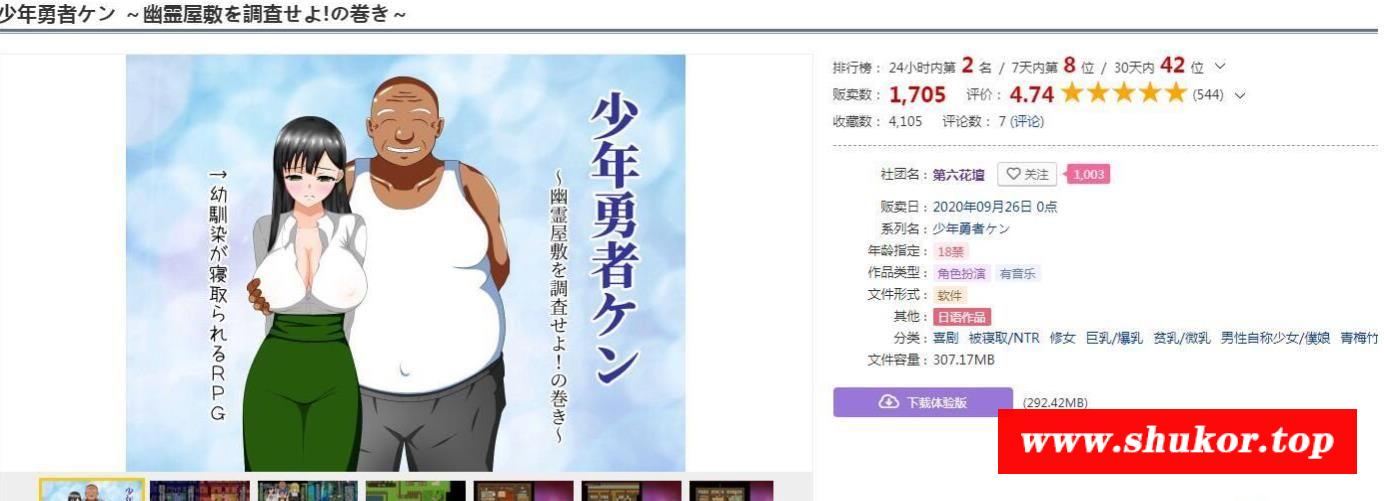 少年勇者ケン ～幽霊屋敷を調査せよ!の巻き～
少年勇者ケン
～幽霊屋敷を調査せよ！の巻き～
→幼馴染が寝取られるRPG
排行榜： 24小时内第 2 名 / 7天内第 8 位 / 30天内 42 位
贩卖数： 1,705 评价： 4.74 (544)
收藏数： 4,105 评论数： 7 (评论)
社团名： 第六花壇 关注 1,003
贩卖日： 2020年09月26日 0点
系列名： 少年勇者ケン
年龄指定： 18禁
作品类型： 角色扮演 有音乐
文件形式： 软件
其他： 日语作品
分类： 喜剧 被寝取/NTR 修女 巨乳/爆乳 贫乳/微乳 男性自称少女/僕娘 青梅竹
文件容量： 307.17MB
下载体验版 (292.42MB)
www.shukor.top